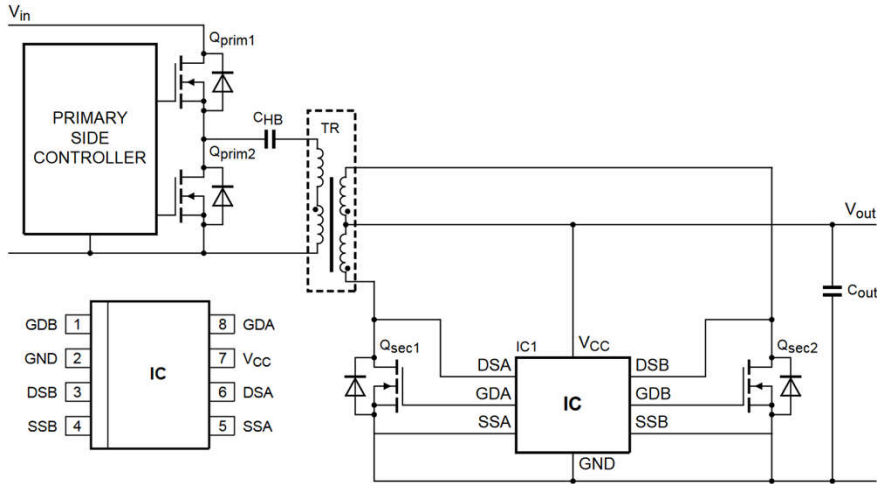 Vin
Qprim1
PRIMARY
SIDE
CONTROLLER
CHB
TR
Qprim2
Vout
Cout
GDB 1
8 GDA
GND 2
7 VCC
IC
DSB 3
6 DSA
SSB 4
5 SSA
Qsec1
IC1
VCC
Qsec2
DSA
DSB
GDA
IC
GDB
SSA
SSB
GND